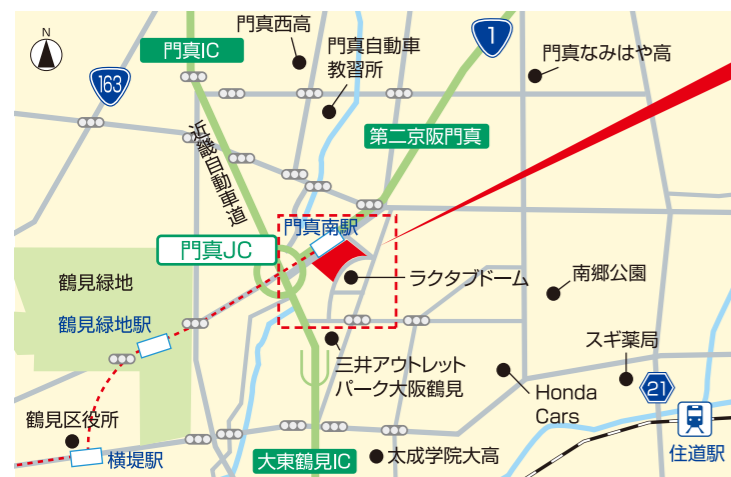 N
門真西高
門真IC
1
門真自動車
教習所
門真なみはや高
163
第二京阪門真
近畿自動車道
門真南駅
門真JC
鶴見緑地
ラクタブドーム
南郷公園
鶴見緑地駅
スギ薬局
三井アウトレット
パーク大阪鶴見
21
Honda
Cars
鶴見区役所
横堤駅
大東鶴見IC
太成学院大高
住道駅